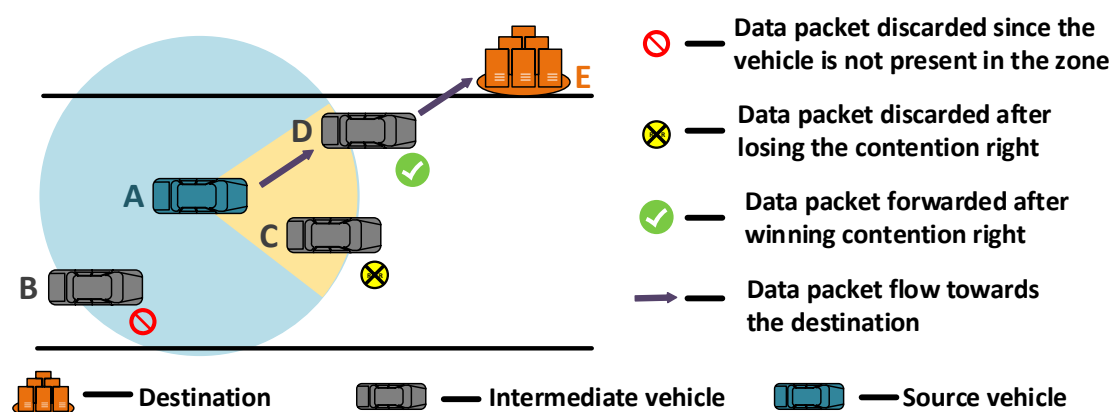 E
D
A
C
B
Data packet discarded since the
vehicle is not present in the zone
Data packet discarded after
losing the contention right
Data packet forwarded after
winning contention right
Data packet flow towards
the destination
Destination
Intermediate vehicle
Source vehicle